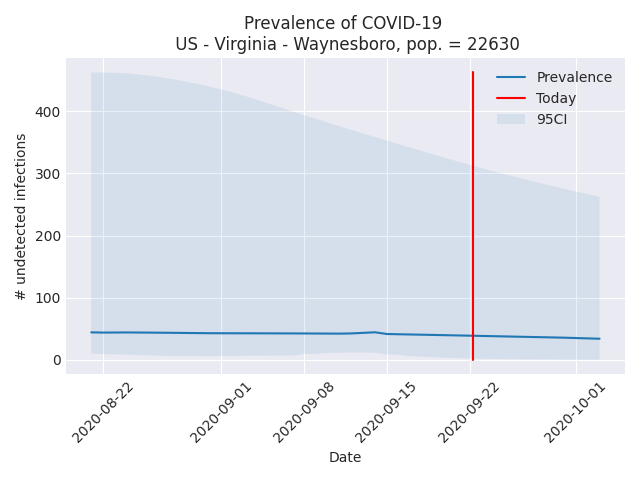 Prevalence of COVID-19
US - Virginia - Waynesboro, pop. = 22630
Prevalence
Today
95CI
# undetected infections
400
300
200
100
0
2020-08-22
2020-09-01
2020-09-08
2020-09-15
2020-09-22
2020-10-01
Date